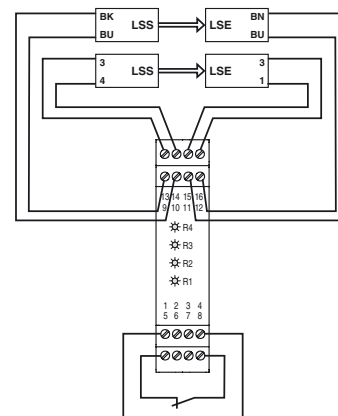 BK LSS LSE BN
BU BU
3 LSS LSE 3
4 1
13 14 15 16
9 10 11 12
R4
R3
R2
R1
1 2 3 4
5 6 7 8